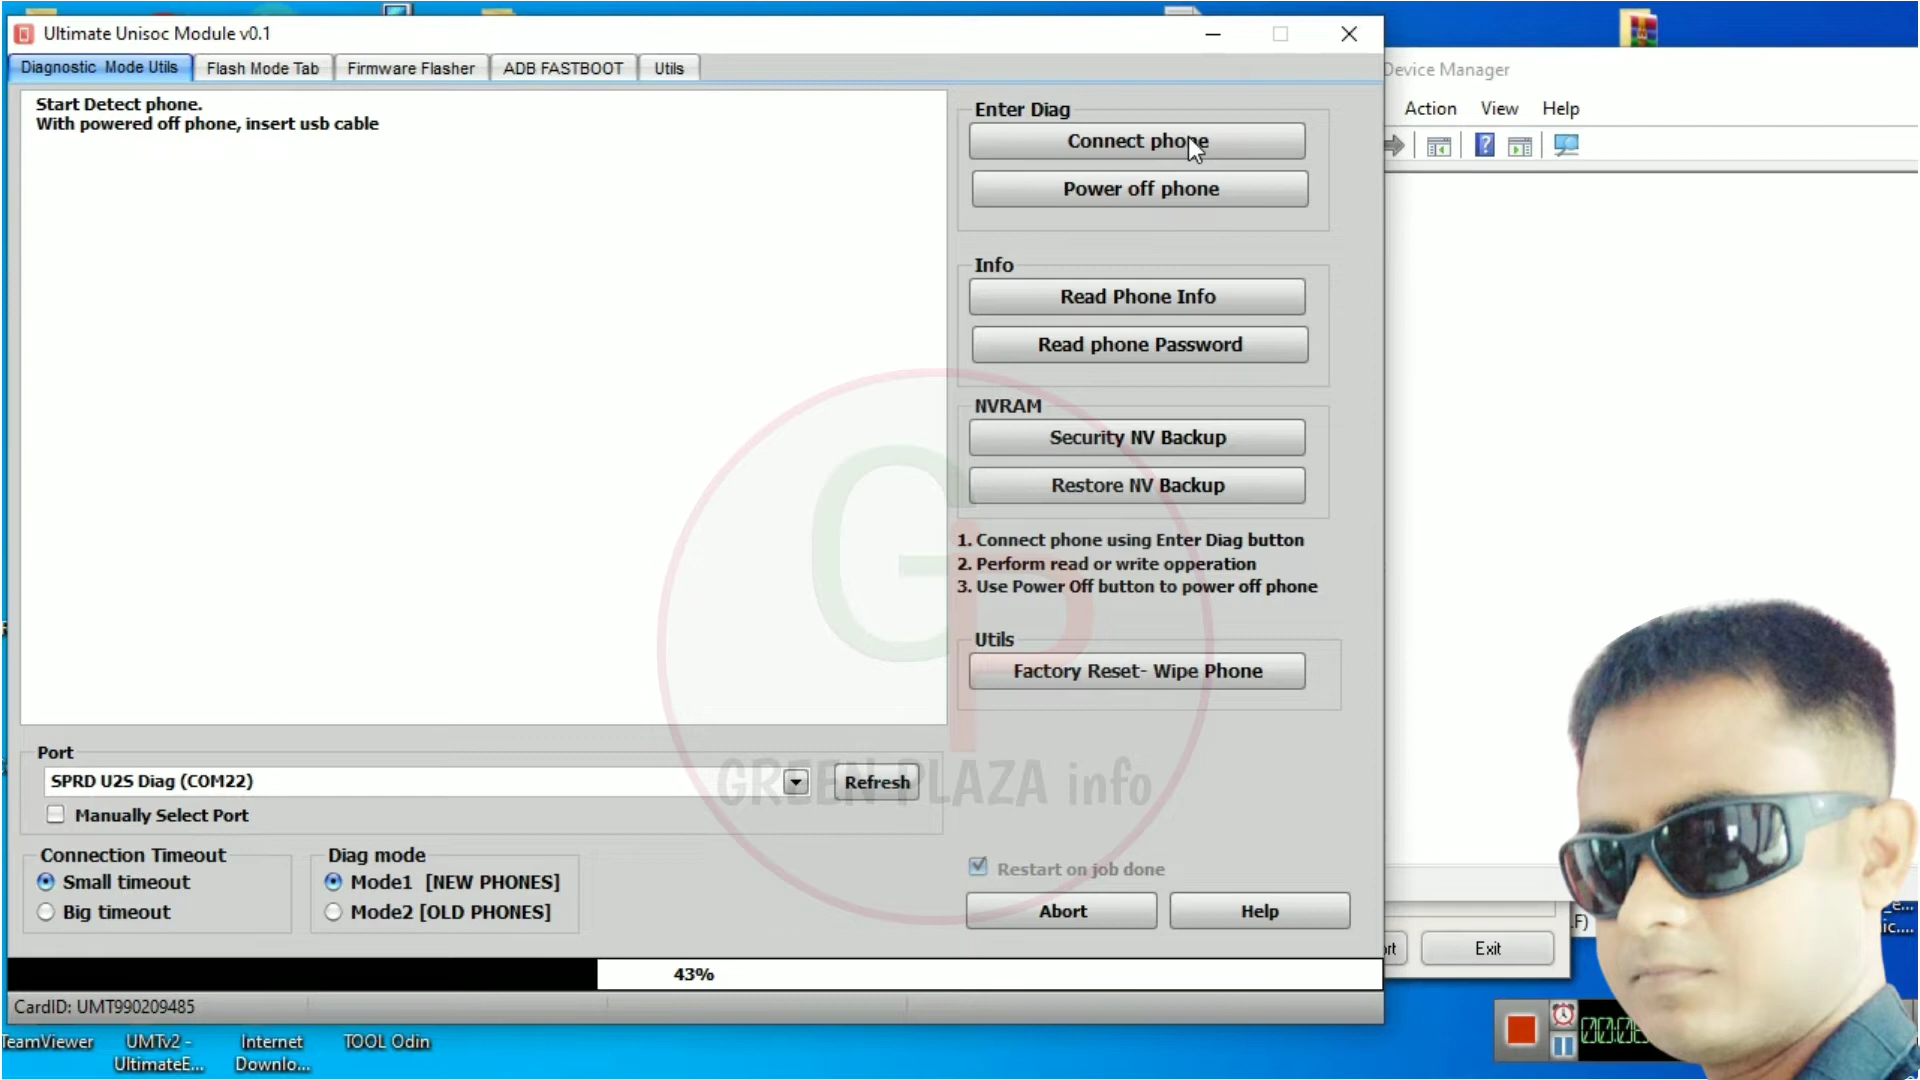 Ultimate Unisoc Module v0.1
Diagnostic Mode Utils
Flash Mode Tab
Firmware Flasher
ADB FASTBOOT
Utils
Start Detect phone.
With powered off phone, insert usb cable
Enter Diag
Connect phone
Power off phone
Info
Read Phone Info
Read phone Password
NVRAM
Security NV Backup
Restore NV Backup
1. Connect phone using Enter Diag button
2. Perform read or write opperation
3. Use Power Off button to power off phone
Utils
Factory Reset- Wipe Phone
Port
SPRD U2S Diag (COM22)
Refresh
Manually Select Port
GREEN PLAZA info
Connection Timeout
Small timeout
Big timeout
Diag mode
Mode1 [NEW PHONES]
Mode2 [OLD PHONES]
Restart on job done
Abort
Help
43%
CardID: UMT990209485
Device Manager
Action
View
Help
Exit
TeamViewer
UMTv2 -
UltimateE...
Internet
Downlo...
TOOL Odin